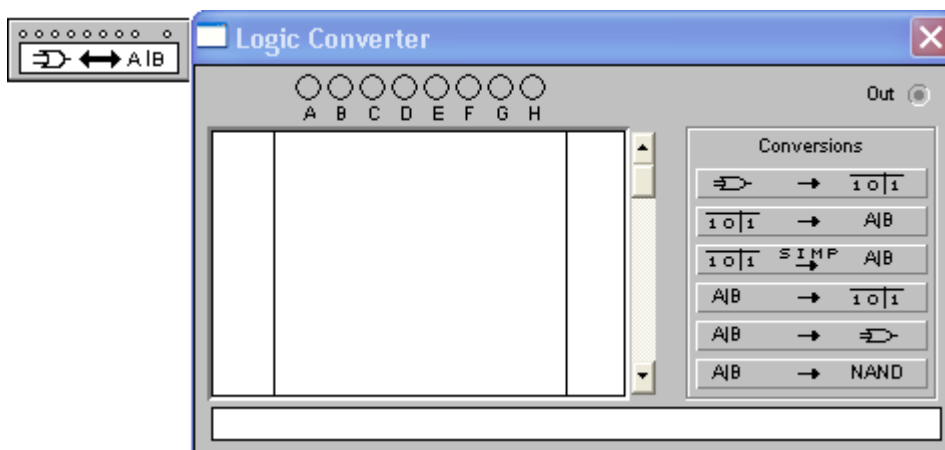 A|B
Logic Converter
Out
A B C D E F G H
Conversions
1 0 1
1 0 1 A|B
1 0 1 SIMP A|B
A|B 1 0 1
A|B
A|B NAND